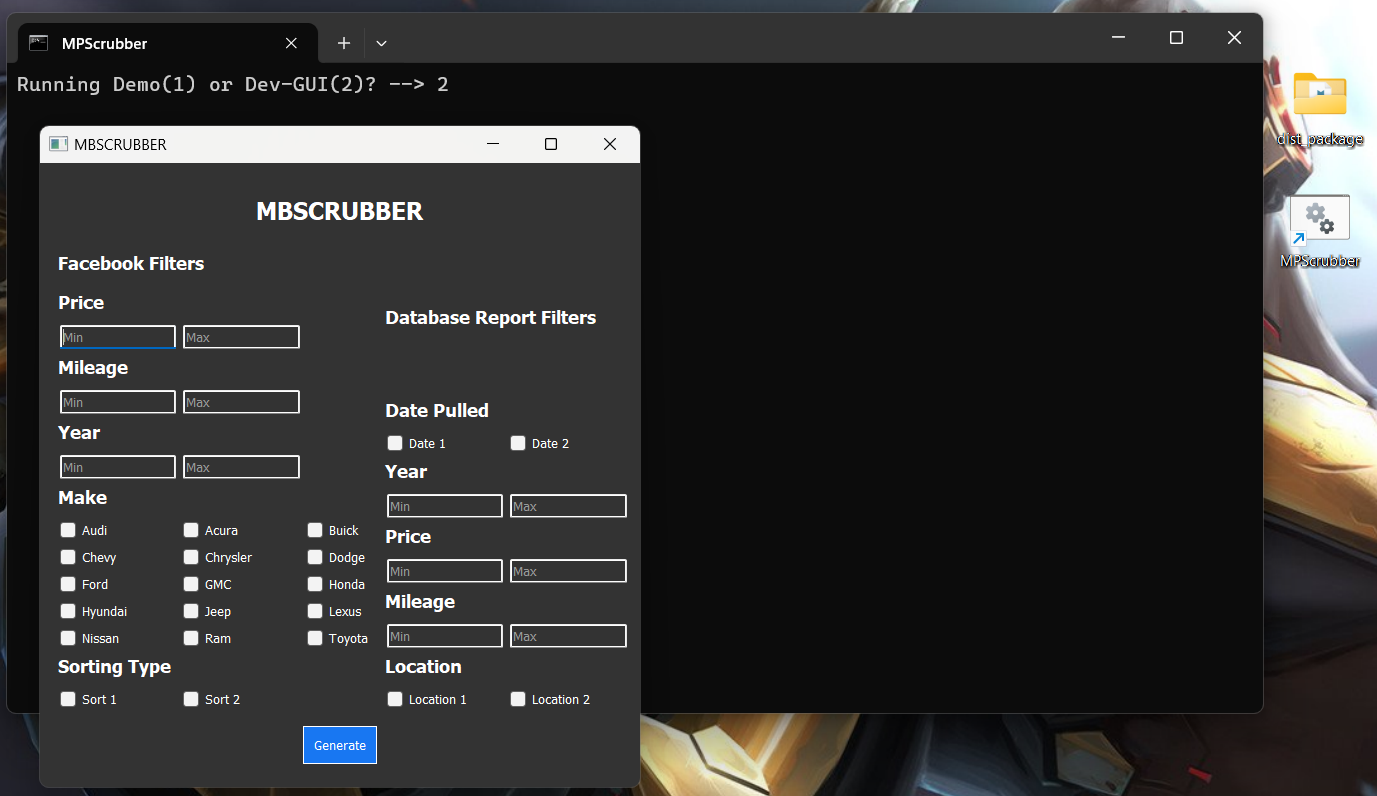 MPScrubber
Running Demo(1) or Dev-GUI(2)? --> 2
dist_package
MPScrubber
MBSCRUBBER
MBSCRUBBER
Facebook Filters
Price
Min Max
Mileage
Min Max
Year
Min Max
Make
Audi Acura Buick
Chevy Chrysler Dodge
Ford GMC Honda
Hyundai Jeep Lexus
Nissan Ram Toyota
Sorting Type
Sort 1 Sort 2
Database Report Filters
Date Pulled
Date 1 Date 2
Year
Min Max
Price
Min Max
Mileage
Min Max
Location
Location 1 Location 2
Generate